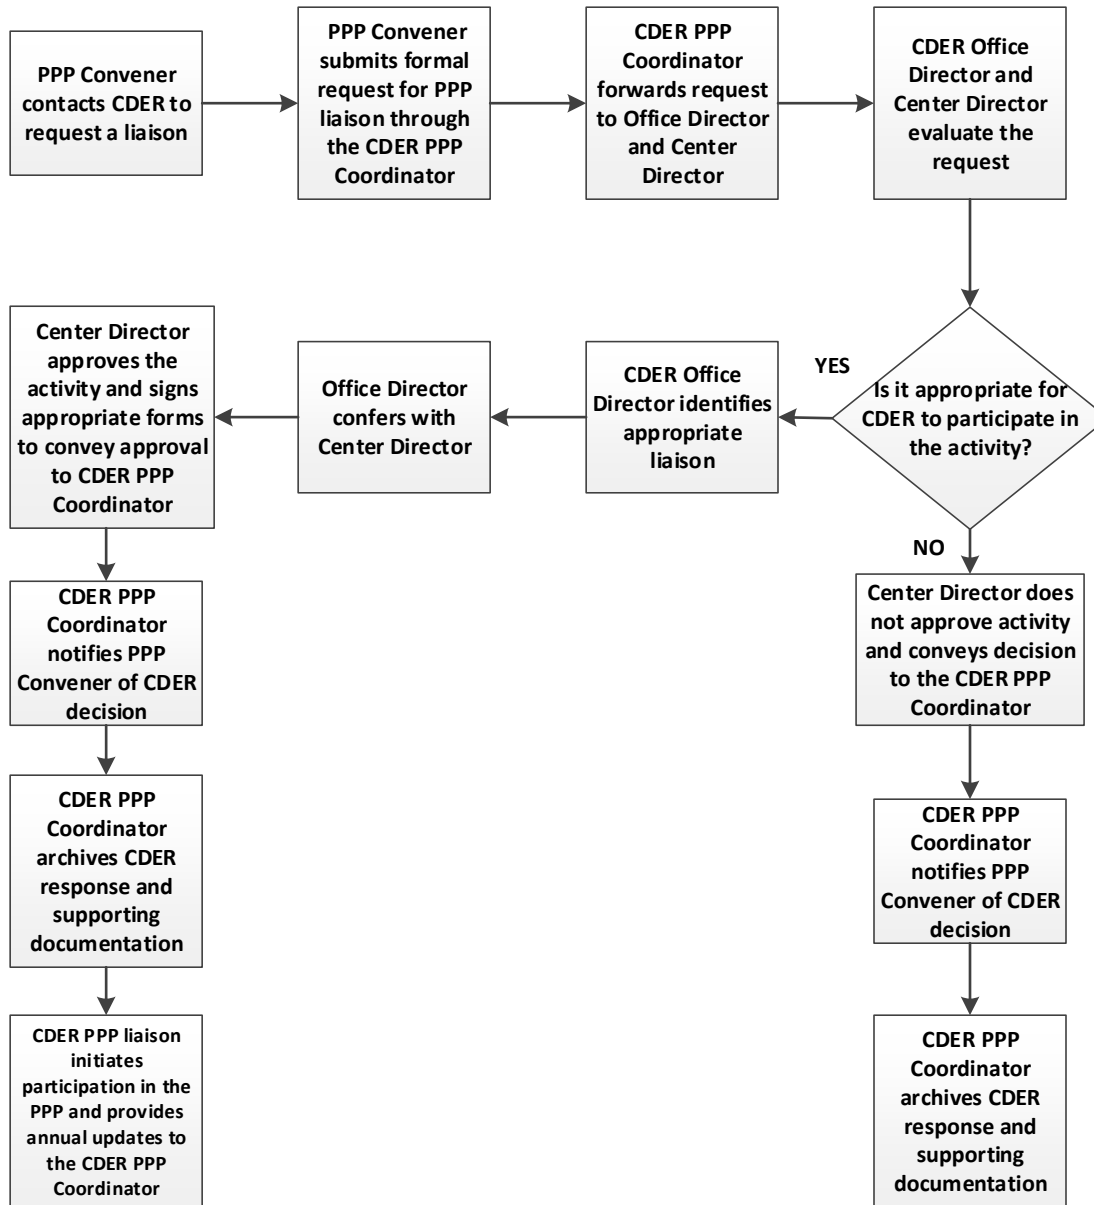 PPP Convener
contacts CDER to
request a liaison
PPP Convener
submits formal
request for PPP
liaison through
the CDER PPP
Coordinator
CDER PPP
Coordinator
forwards request
to Office Director
and Center
Director
CDER Office
Director and
Center Director
evaluate the
request
Is it appropriate for
CDER to participate in
the activity?
YES
CDER Office
Director identifies
appropriate
liaison
Office Director
confers with
Center Director
Center Director
approves the
activity and signs
appropriate forms
to convey approval
to CDER PPP
Coordinator
CDER PPP
Coordinator
notifies PPP
Convener of CDER
decision
CDER PPP
Coordinator
archives CDER
response and
supporting
documentation
CDER PPP liaison
initiates
participation in the
PPP and provides
annual updates to
the CDER PPP
Coordinator
NO
Center Director does
not approve activity
and conveys decision
to the CDER PPP
Coordinator
CDER PPP
Coordinator
notifies PPP
Convener of CDER
decision
CDER PPP
Coordinator
archives CDER
response and
supporting
documentation